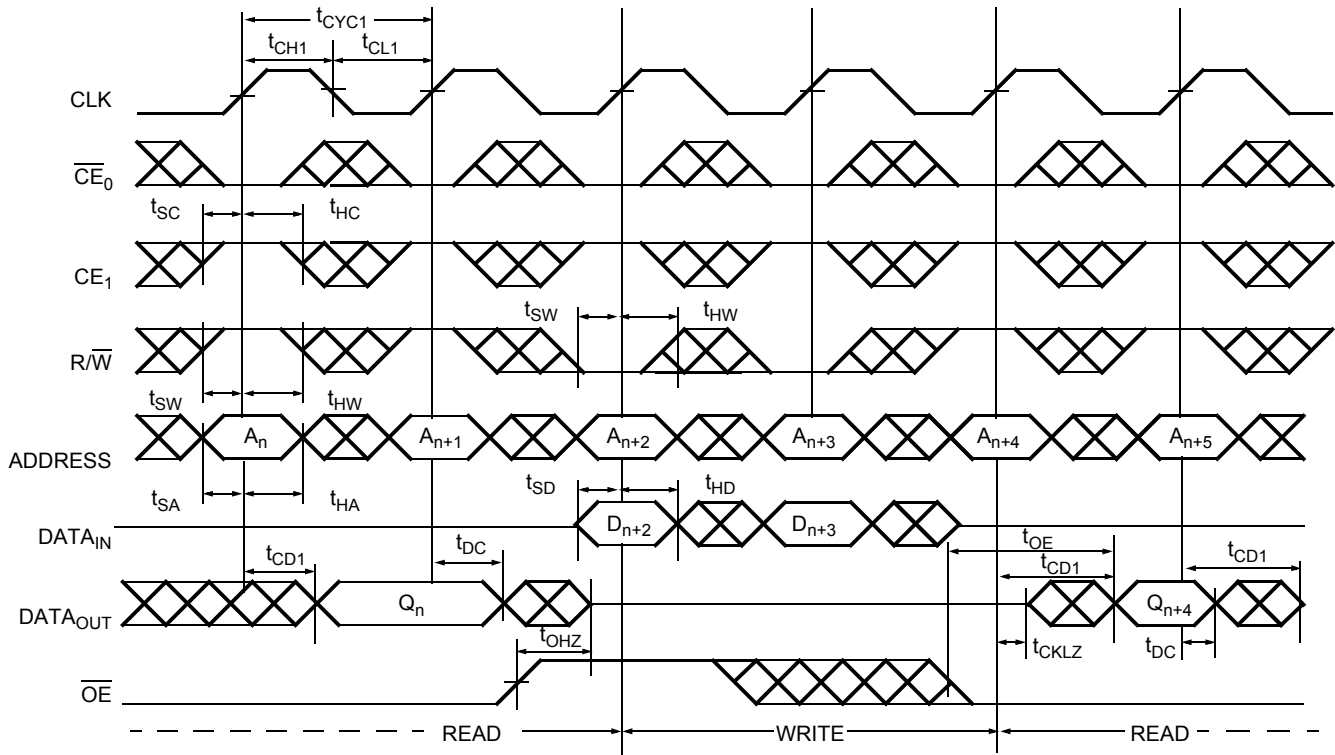 tCYC1
tCH1 tCL1
CLK
CE0
tSC tHC
CE1
tSW tHW
R/W
tSW tHW
An An+1 An+2 An+3 An+4 An+5
ADDRESS
tSA tHA tSD tHD
Dn+2 Dn+3
DATAIN
tOE
tCD1 tDC tCD1 tCD1
Qn Qn+4
DATAOUT
tOHZ tCKLZ tDC
OE
READ WRITE READ